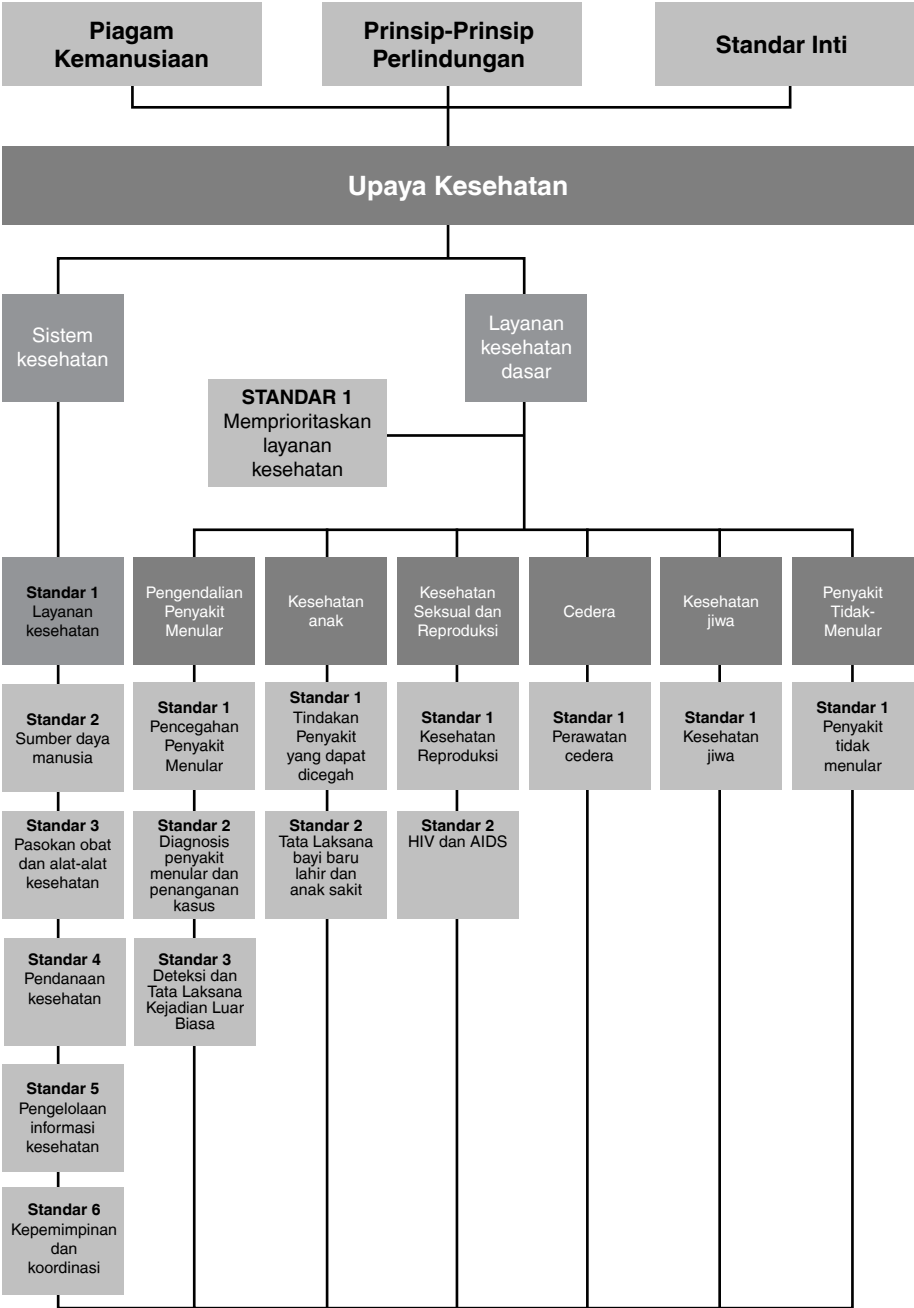 Piagam
Kemanusiaan
Prinsip-Prinsip
Perlindungan
Standar Inti
Upaya Kesehatan
Sistem
kesehatan
Layanan
kesehatan
dasar
STANDAR 1
Memprioritaskan
layanan
kesehatan
Standar 1
Layanan
kesehatan
Pengendalian
Penyakit
Menular
Kesehatan
anak
Kesehatan
Seksual dan
Reproduksi
Cedera
Kesehatan
jiwa
Penyakit
Tidak-
Menular
Standar 2
Sumber daya
manusia
Standar 1
Pencegahan
Penyakit
Menular
Standar 1
Tindakan
Penyakit
yang dapat
dicegah
Standar 1
Kesehatan
Reproduksi
Standar 1
Perawatan
cedera
Standar 1
Kesehatan
jiwa
Standar 1
Penyakit
tidak
menular
Standar 3
Pasokan obat
dan alat-alat
kesehatan
Standar 2
Diagnosis
penyakit
menular dan
penanganan
kasus
Standar 2
Tata Laksana
bayi baru
lahir dan
anak sakit
Standar 2
HIV dan AIDS
Standar 4
Pendanaan
kesehatan
Standar 3
Deteksi dan
Tata Laksana
Kejadian Luar
Biasa
Standar 5
Pengelolaan
informasi
kesehatan
Standar 6
Kepemimpinan
dan
koordinasi